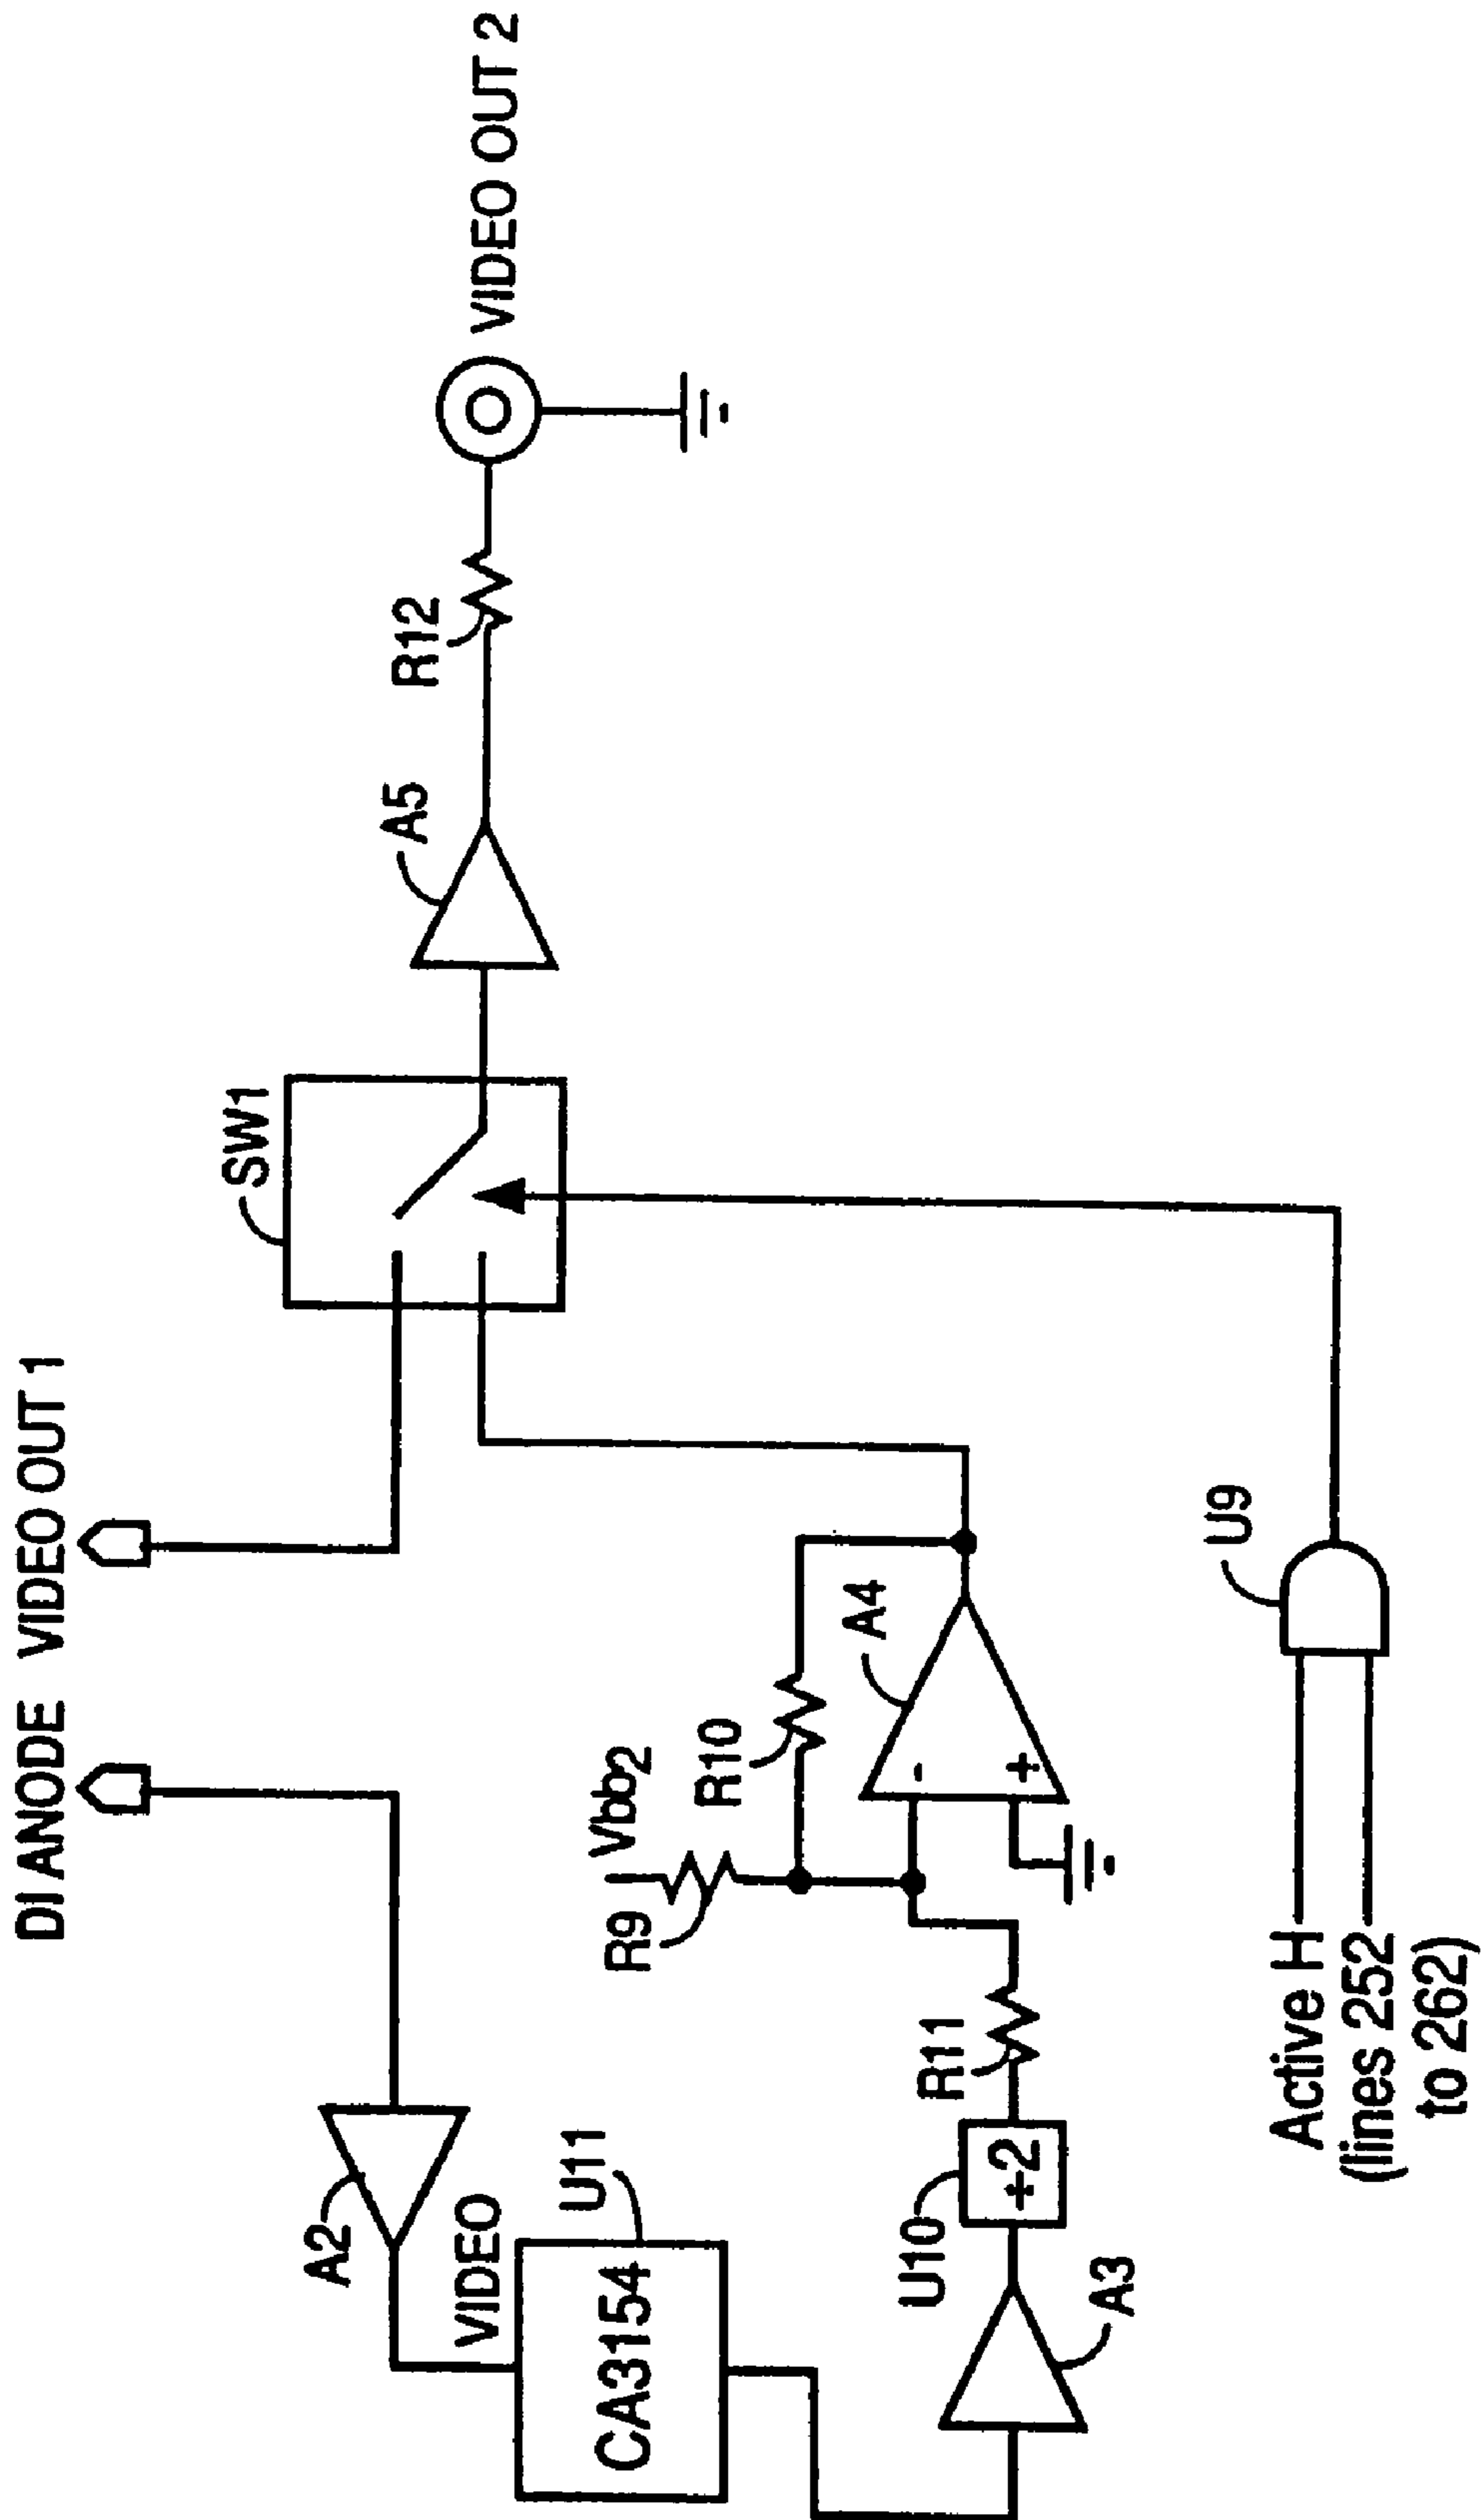 DI ANODE
VIDEO OUT 1
A2
VIDEO
CA3154
U11
SW1
A5
R12
VIDEO OUT 2
R9
Vbb2
R10
A4
-
+
R11
÷2
U10
A3
U9
Active H
(lines 252
to 262)